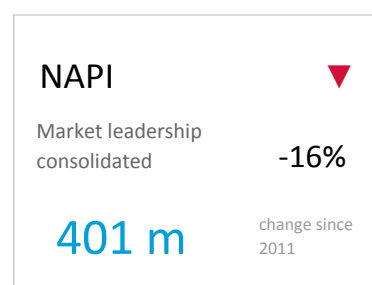 NAPI ▼
Market leadership
consolidated
-16%
401 m
change since
2011